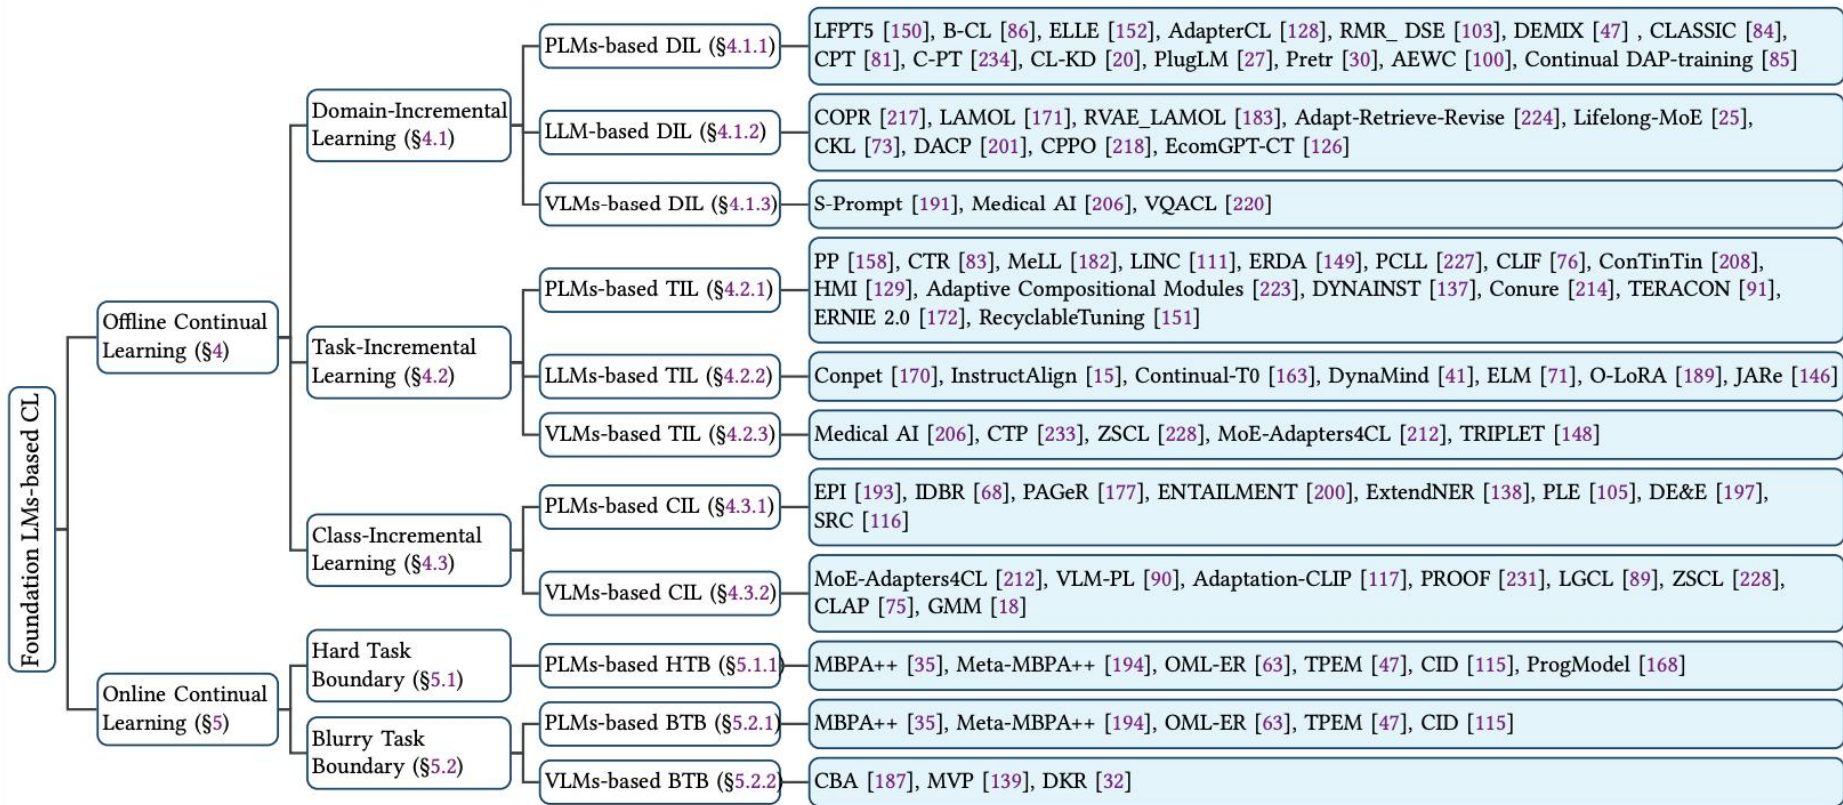 Foundation LMs-based CL
Offline Continual
Learning (§4)
Domain-Incremental
Learning (§4.1)
PLMs-based DIL (§4.1.1)
LFPT5 [150], B-CL [86], ELLE [152], AdapterCL [128], RMR_ DSE [103], DEMIX [47] , CLASSIC [84],
CPT [81], C-PT [234], CL-KD [20], PlugLM [27], Pretr [30], AEWC [100], Continual DAP-training [85]
LLM-based DIL (§4.1.2)
COPR [217], LAMOL [171], RVAE_LAMOL [183], Adapt-Retrieve-Revise [224], Lifelong-MoE [25],
CKL [73], DACP [201], CPPO [218], EcomGPT-CT [126]
VLMs-based DIL (§4.1.3)
S-Prompt [191], Medical AI [206], VQACL [220]
Task-Incremental
Learning (§4.2)
PLMs-based TIL (§4.2.1)
PP [158], CTR [83], MeLL [182], LINC [111], ERDA [149], PCLL [227], CLIF [76], ConTinTin [208],
HMI [129], Adaptive Compositional Modules [223], DYNAINST [137], Conure [214], TERACON [91],
ERNIE 2.0 [172], RecyclableTuning [151]
LLMs-based TIL (§4.2.2)
Conpet [170], InstructAlign [15], Continual-T0 [163], DynaMind [41], ELM [71], O-LoRA [189], JARe [146]
VLMs-based TIL (§4.2.3)
Medical AI [206], CTP [233], ZSCL [228], MoE-Adapters4CL [212], TRIPLET [148]
Class-Incremental
Learning (§4.3)
PLMs-based CIL (§4.3.1)
EPI [193], IDBR [68], PAGeR [177], ENTAILMENT [200], ExtendNER [138], PLE [105], DE&E [197],
SRC [116]
VLMs-based CIL (§4.3.2)
MoE-Adapters4CL [212], VLM-PL [90], Adaptation-CLIP [117], PROOF [231], LGCL [89], ZSCL [228],
CLAP [75], GMM [18]
Online Continual
Learning (§5)
Hard Task
Boundary (§5.1)
PLMs-based HTB (§5.1.1)
MBPA++ [35], Meta-MBPA++ [194], OML-ER [63], TPEM [47], CID [115], ProgModel [168]
Blurry Task
Boundary (§5.2)
PLMs-based BTB (§5.2.1)
MBPA++ [35], Meta-MBPA++ [194], OML-ER [63], TPEM [47], CID [115]
VLMs-based BTB (§5.2.2)
CBA [187], MVP [139], DKR [32]